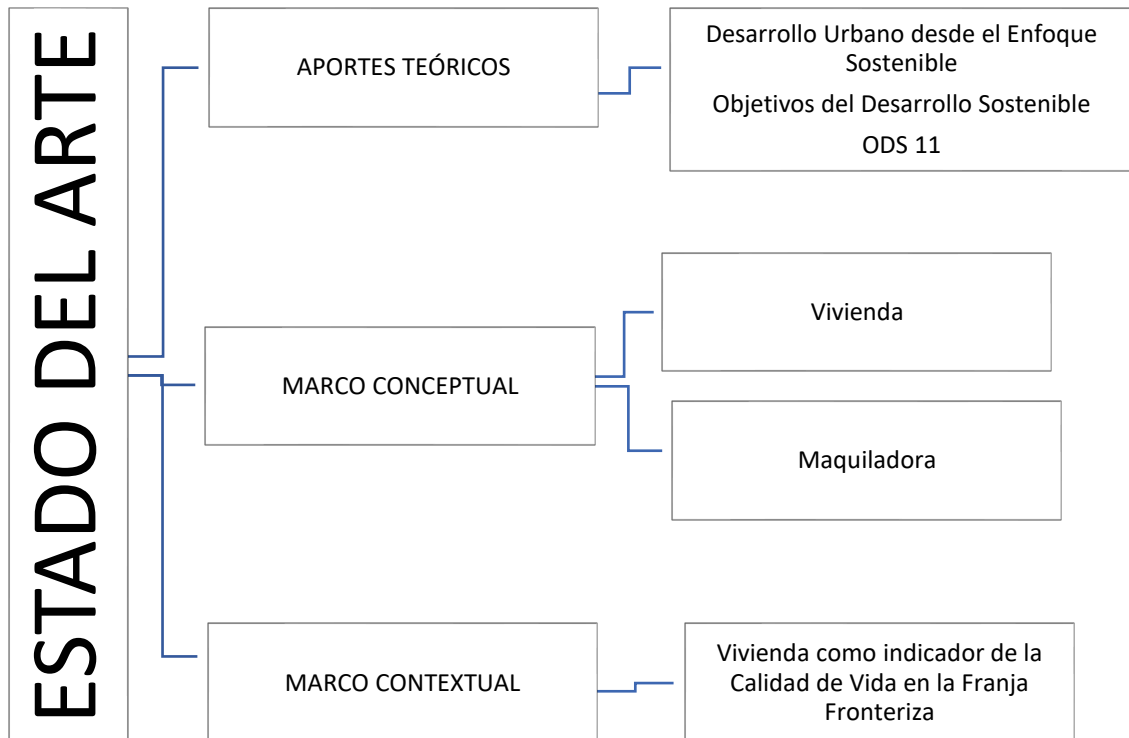 ESTADO DEL ARTE
APORTES TEÓRICOS
Desarrollo Urbano desde el Enfoque
Sostenible
Objetivos del Desarrollo Sostenible
ODS 11
MARCO CONCEPTUAL
Vivienda
Maquiladora
MARCO CONTEXTUAL
Vivienda como indicador de la
Calidad de Vida en la Franja
Fronteriza